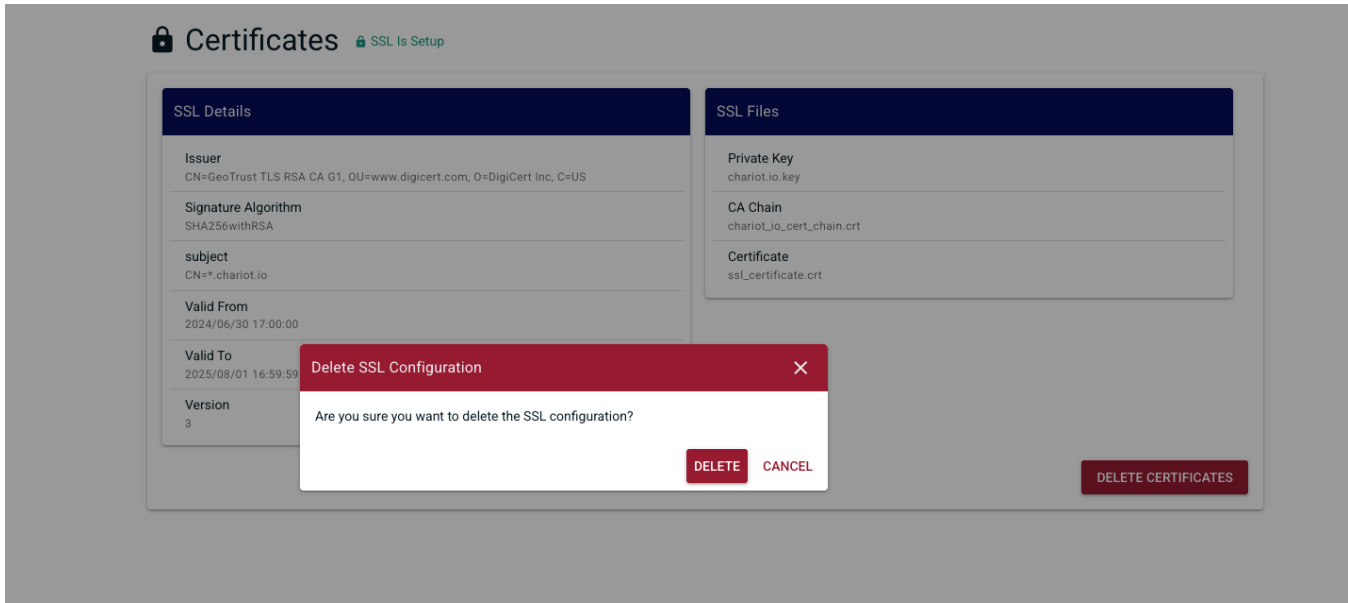 Certificates
SSL Is Setup
SSL Details
Issuer
CN=GeoTrust TLS RSA CA G1, OU=www.digicert.com, O=DigiCert Inc, C=US
Signature Algorithm
SHA256withRSA
subject
CN=*.chariot.io
Valid From
2024/06/30 17:00:00
Valid To
2025/08/01 16:59:59
Version
3
SSL Files
Private Key
chariot.io.key
CA Chain
chariot_io_cert_chain.crt
Certificate
ssl_certificate.crt
Delete SSL Configuration
Are you sure you want to delete the SSL configuration?
DELETE
CANCEL
DELETE CERTIFICATES